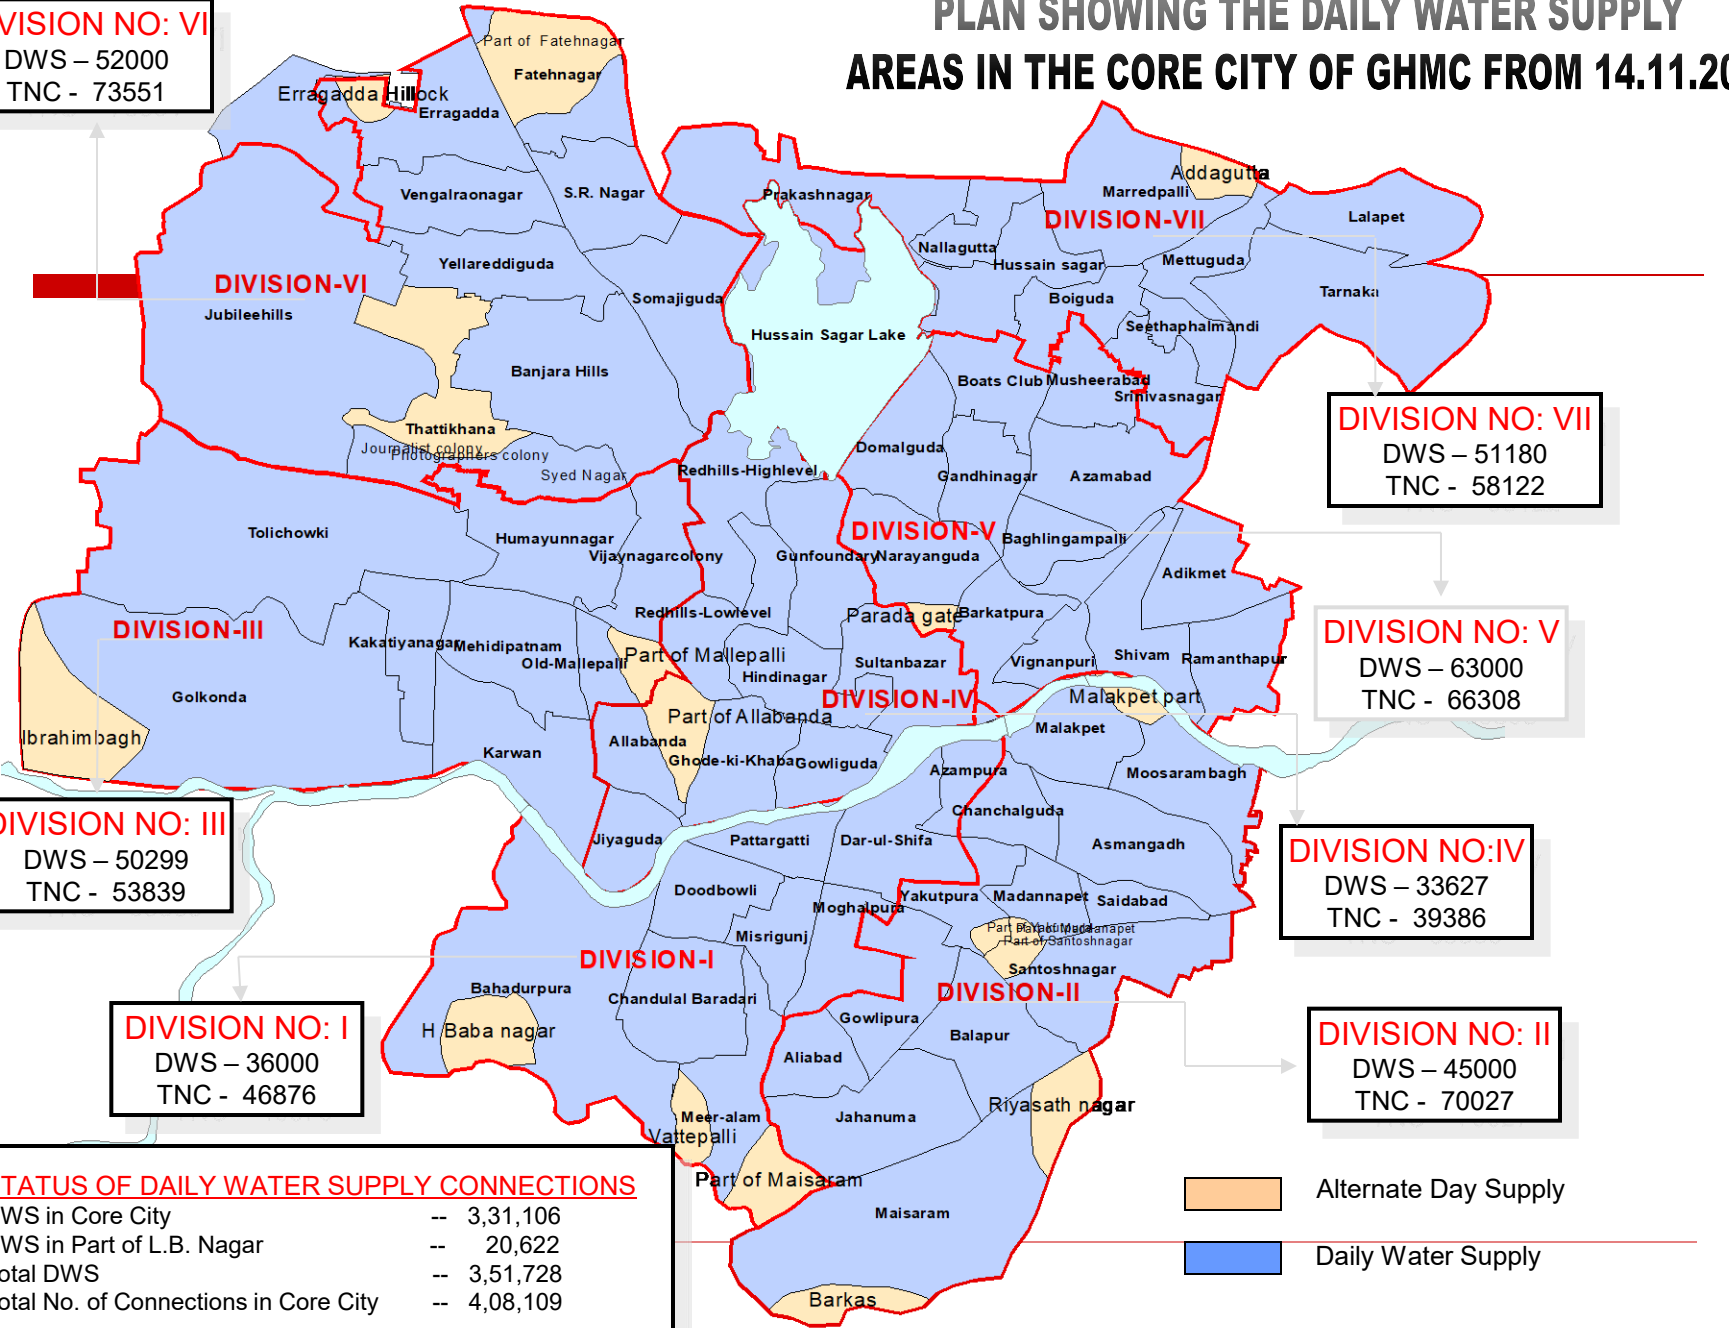 PLAN SHOWING THE DAILY WATER SUPPLY
AREAS IN THE CORE CITY OF GHMC FROM 14.11.20
VISION NO: VI
DWS – 52000
TNC - 73551
Part of Fatehnagar
Fatehnagar
Erragadda Hillock
Erragadda
Vengalraonagar
S.R. Nagar
Prakashnagar
Addagutta
Marredpalli
DIVISION-VII
Lalapet
Nallagutta
Hussain sagar
Mettuguda
Yellareddiguda
DIVISION-VI
Jubileehills
Somajiguda
Boiguda
Tarnaka
Seethaphalmandi
Hussain Sagar Lake
Banjara Hills
Boats Club
Musheerabad
Srinivasnagar
Thattikhana
Journalist colony
Photographers colony
Syed Nagar
Redhills-Highlevel
Domalguda
Gandhinagar
Azamabad
DIVISION NO: VII
DWS – 51180
TNC - 58122
Tolichowki
Humayunnagar
Vijaynagarcolony
Gunfoundary
DIVISION-V
Narayanguda
Baghlingampalli
Adikmet
DIVISION-III
Redhills-Lowlevel
Parada gate
Barkatpura
Kakatiyanagar
Mehidipatnam
Old-Mallepalli
Part of Mallepalli
Hindinagar
Sultanbazar
Vignanpuri
Shivam
Ramanthapur
DIVISION NO: V
DWS – 63000
TNC - 66308
Golkonda
DIVISION-IV
Malakpet part
Ibrahimbagh
Part of Allabanda
Allabanda
Malakpet
Karwan
Ghode-ki-Khabar
Gowliguda
Azampura
Moosarambagh
DIVISION NO: III
DWS – 50299
TNC - 53839
Chanchalguda
Jiyaguda
Pattargatti
Dar-ul-Shifa
Asmangadh
DIVISION NO:IV
DWS – 33627
TNC - 39386
Doodbowli
Moghalpura
Yakutpura
Madannapet
Saidabad
Misrigunj
Part of Santoshnagar
DIVISION-I
Santoshnagar
Bahadurpura
Chandulal Baradari
DIVISION-II
H Baba nagar
Gowlipura
Balapur
Aliabad
DIVISION NO: I
DWS – 36000
TNC - 46876
DIVISION NO: II
DWS – 45000
TNC - 70027
Meer-alam
Vattepalli
Jahanuma
Riyasath nagar
Part of Maisaram
Maisaram
Barkas
Alternate Day Supply
Daily Water Supply
TATUS OF DAILY WATER SUPPLY CONNECTIONS
WS in Core City -- 3,31,106
WS in Part of L.B. Nagar -- 20,622
otal DWS -- 3,51,728
otal No. of Connections in Core City -- 4,08,109